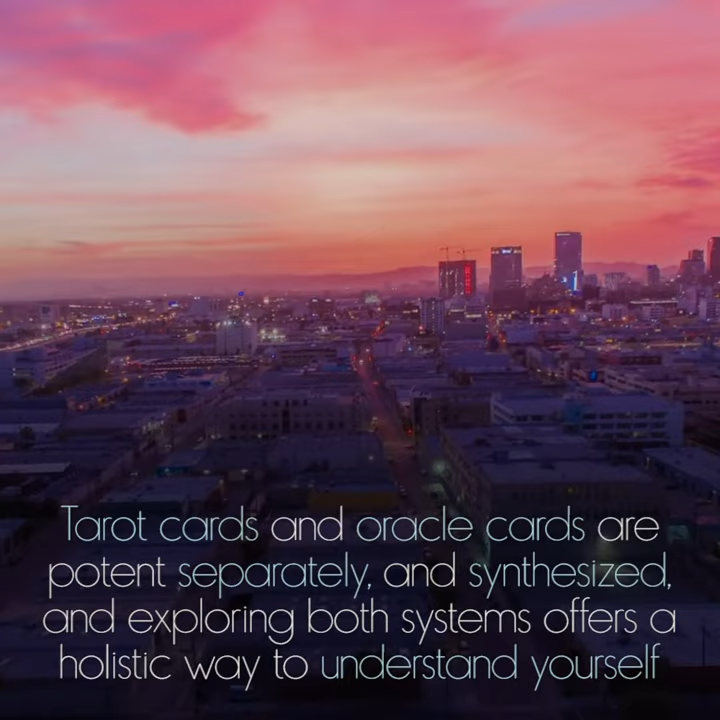 Tarot cards and oracle cards are
potent separately, and synthesized,
and exploring both systems offers a
holistic way to understand yourself